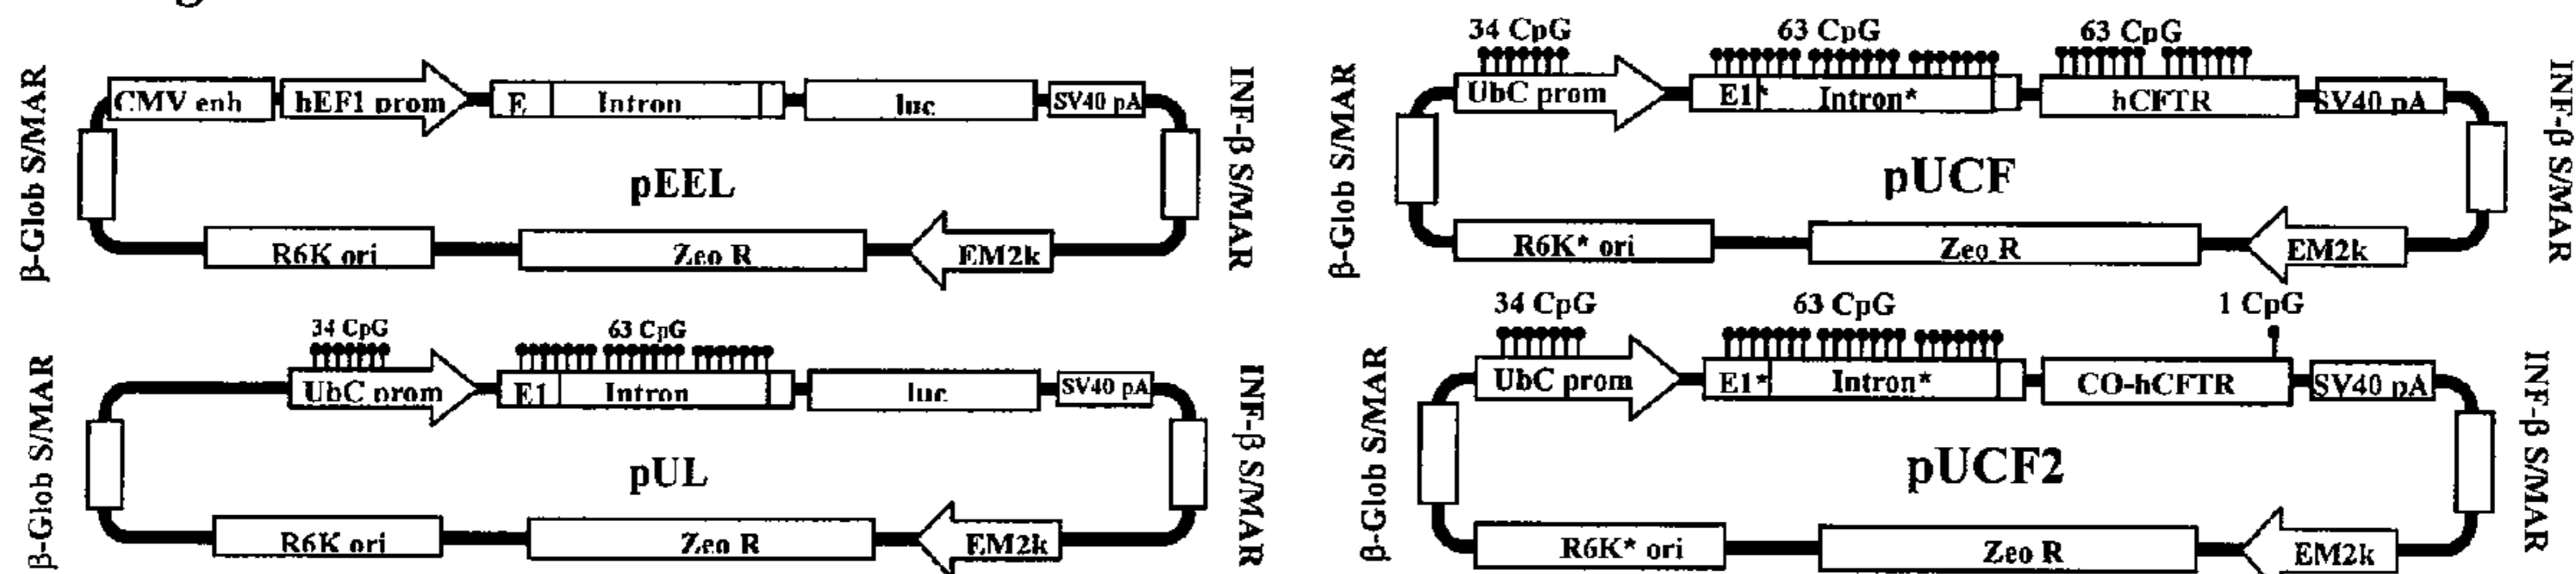 β-Glob S/MAR
CMV enh
hEF1 prom
E
Intron
luc
SV40 pA
INF-β S/MAR
pEEL
R6K ori
Zeo R
EM2k
34 CpG
63 CpG
63 CpG
β-Glob S/MAR
UbC prom
E1*
Intron*
hCFTR
SV40 pA
INF-β S/MAR
pUCF
R6K* ori
Zeo R
EM2k
34 CpG
63 CpG
β-Glob S/MAR
UbC prom
E1
Intron
luc
SV40 pA
INF-β S/MAR
pUL
R6K ori
Zeo R
EM2k
34 CpG
63 CpG
1 CpG
β-Glob S/MAR
UbC prom
E1*
Intron*
CO-hCFTR
SV40 pA
INF-β S/MAR
pUCF2
R6K* ori
Zeo R
EM2k